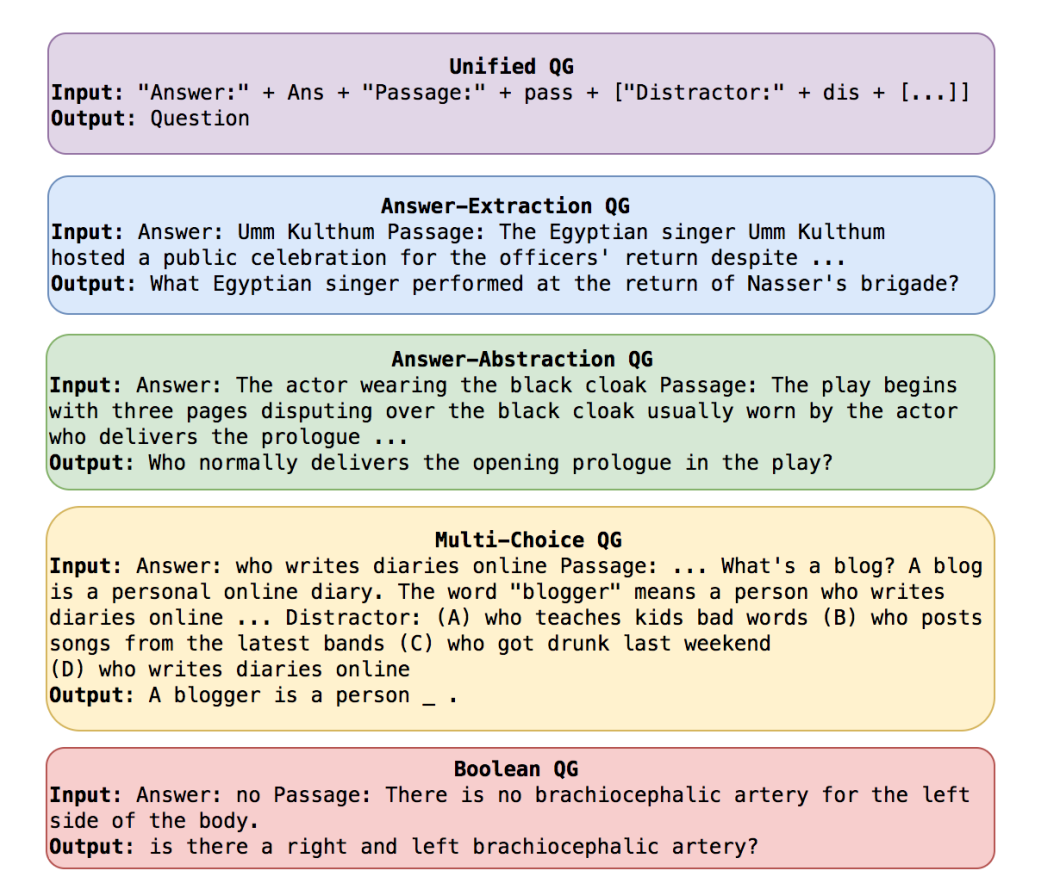 Unified QG
Input: "Answer:" + Ans + "Passage:" + pass + ["Distractor:" + dis + [...]]
Output: Question
Answer-Extraction QG
Input: Answer: Umm Kulthum Passage: The Egyptian singer Umm Kulthum
hosted a public celebration for the officers' return despite ...
Output: What Egyptian singer performed at the return of Nasser's brigade?
Answer-Abstraction QG
Input: Answer: The actor wearing the black cloak Passage: The play begins
with three pages disputing over the black cloak usually worn by the actor
who delivers the prologue ...
Output: Who normally delivers the opening prologue in the play?
Multi-Choice QG
Input: Answer: who writes diaries online Passage: ... What's a blog? A blog
is a personal online diary. The word "blogger" means a person who writes
diaries online ... Distractor: (A) who teaches kids bad words (B) who posts
songs from the latest bands (C) who got drunk last weekend
(D) who writes diaries online
Output: A blogger is a person _ .
Boolean QG
Input: Answer: no Passage: There is no brachiocephalic artery for the left
side of the body.
Output: is there a right and left brachiocephalic artery?